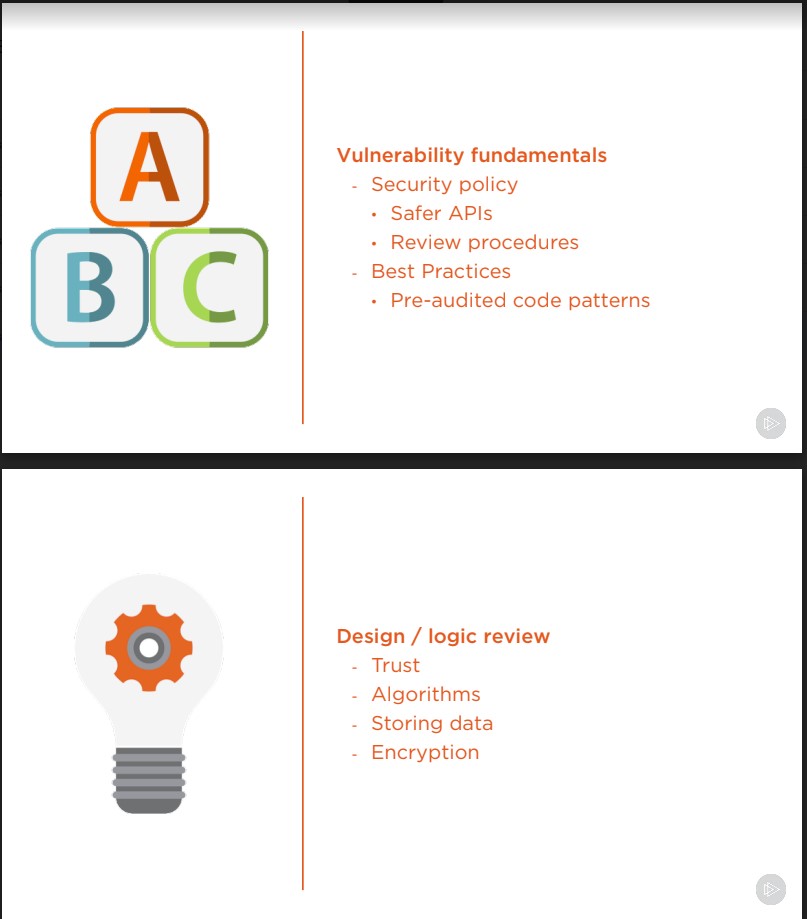 A
B C
Vulnerability fundamentals
- Security policy
• Safer APIs
• Review procedures
- Best Practices
• Pre-audited code patterns
Design / logic review
- Trust
- Algorithms
- Storing data
- Encryption